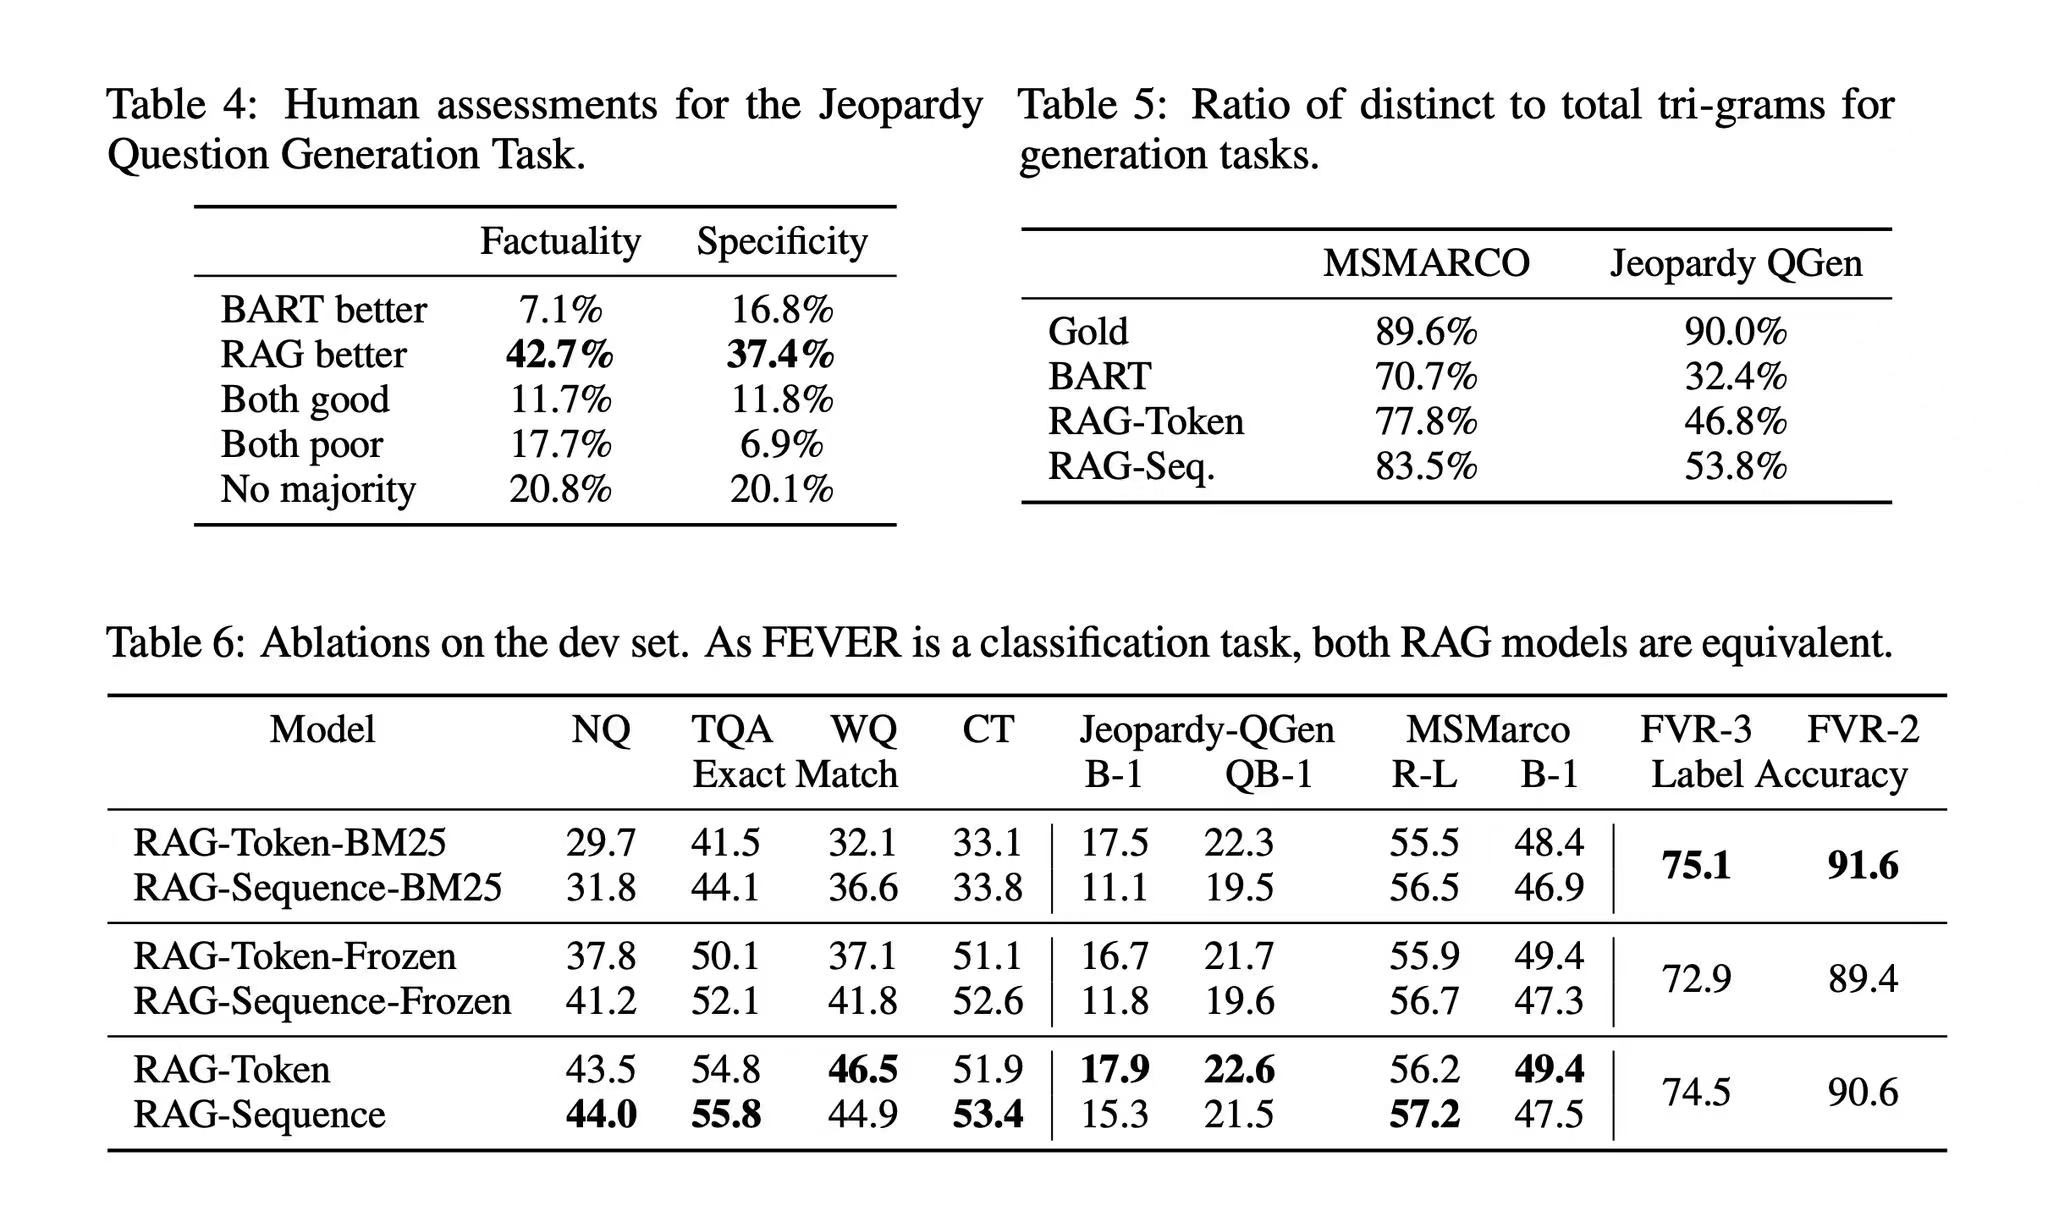 Table 4: Human assessments for the Jeopardy
Question Generation Task.
Factuality Specificity
BART better 7.1% 16.8%
RAG better 42.7% 37.4%
Both good 11.7% 11.8%
Both poor 17.7% 6.9%
No majority 20.8% 20.1%
Table 5: Ratio of distinct to total tri-grams for
generation tasks.
MSMARCO Jeopardy QGen
Gold 89.6% 90.0%
BART 70.7% 32.4%
RAG-Token 77.8% 46.8%
RAG-Seq. 83.5% 53.8%
Table 6: Ablations on the dev set. As FEVER is a classification task, both RAG models are equivalent.
Model NQ TQA WQ CT Jeopardy-QGen MSMarco FVR-3 FVR-2
Exact Match B-1 QB-1 R-L B-1 Label Accuracy
RAG-Token-BM25 29.7 41.5 32.1 33.1 17.5 22.3 55.5 48.4
75.1 91.6
RAG-Sequence-BM25 31.8 44.1 36.6 33.8 11.1 19.5 56.5 46.9
RAG-Token-Frozen 37.8 50.1 37.1 51.1 16.7 21.7 55.9 49.4
72.9 89.4
RAG-Sequence-Frozen 41.2 52.1 41.8 52.6 11.8 19.6 56.7 47.3
RAG-Token 43.5 54.8 46.5 51.9 17.9 22.6 56.2 49.4
74.5 90.6
RAG-Sequence 44.0 55.8 44.9 53.4 15.3 21.5 57.2 47.5